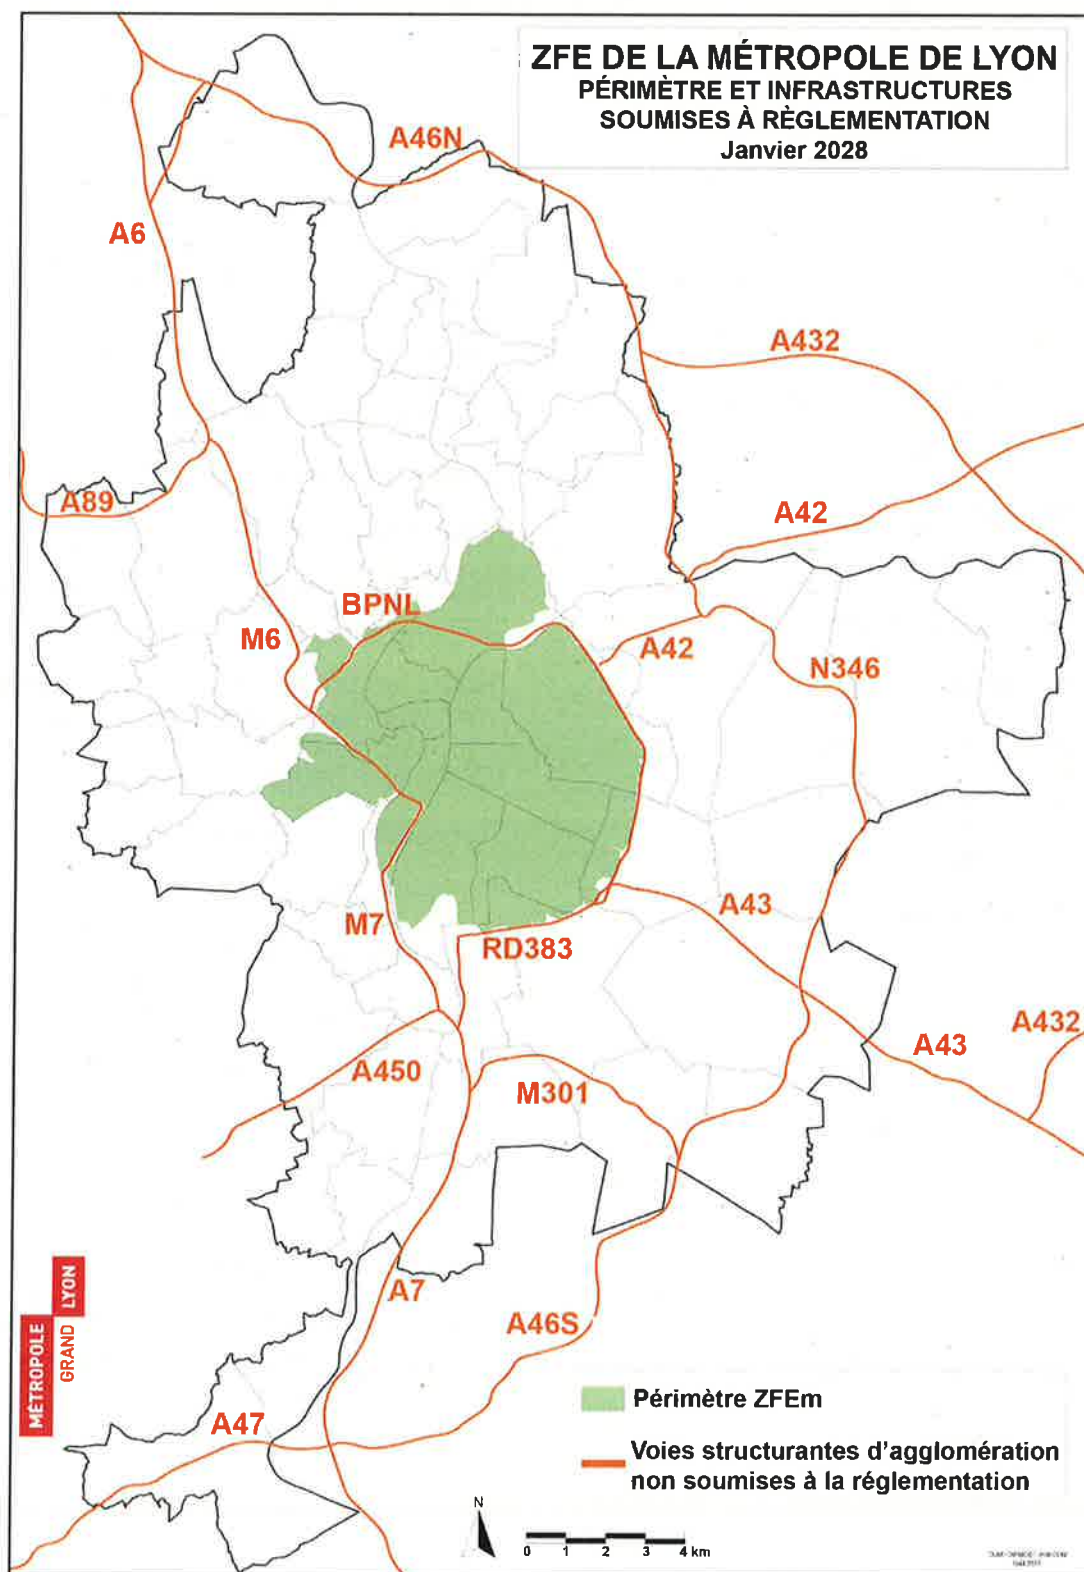 ZFE DE LA MÉTROPOLE DE LYON
PÉRIMÈTRE ET INFRASTRUCTURES
SOUMISES À RÈGLEMENTATION
Janvier 2028
A46N
A6
A432
A89
A42
BPNL
M6
A42
N346
M7
RD383
A43
A450
M301
A432
A43
A7
A46S
A47
MÉTROPOLE
GRAND
LYON
Périmètre ZFEm
Voies structurantes d'agglomération
non soumises à la réglementation
N
0 1 2 3 4 km